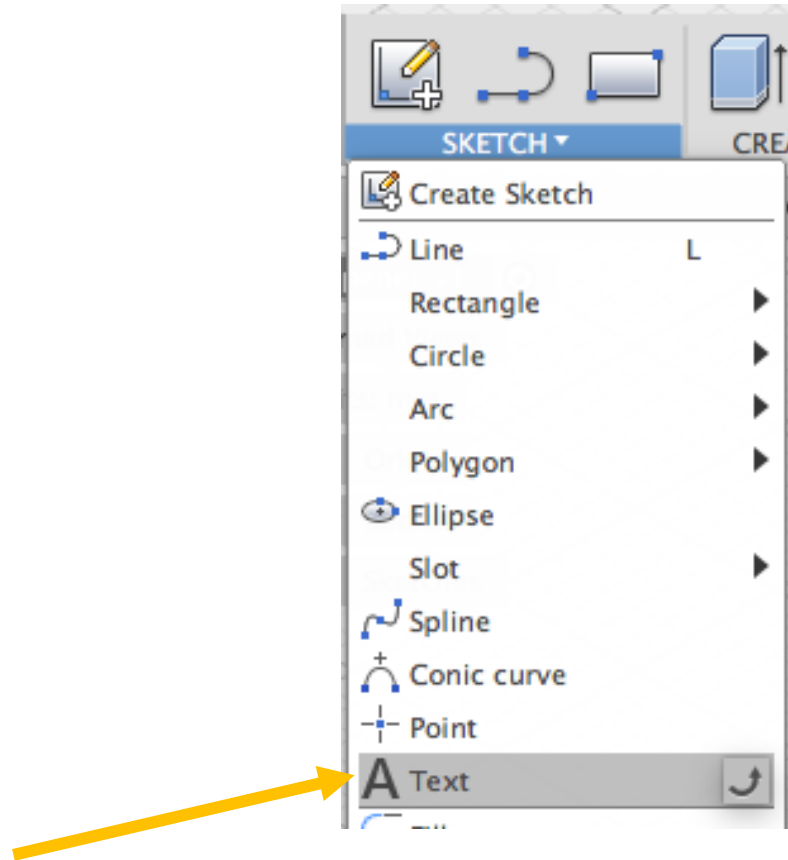 SKETCH
CREA
Create Sketch
Line L
Rectangle
Circle
Arc
Polygon
Ellipse
Slot
Spline
Conic curve
Point
A Text